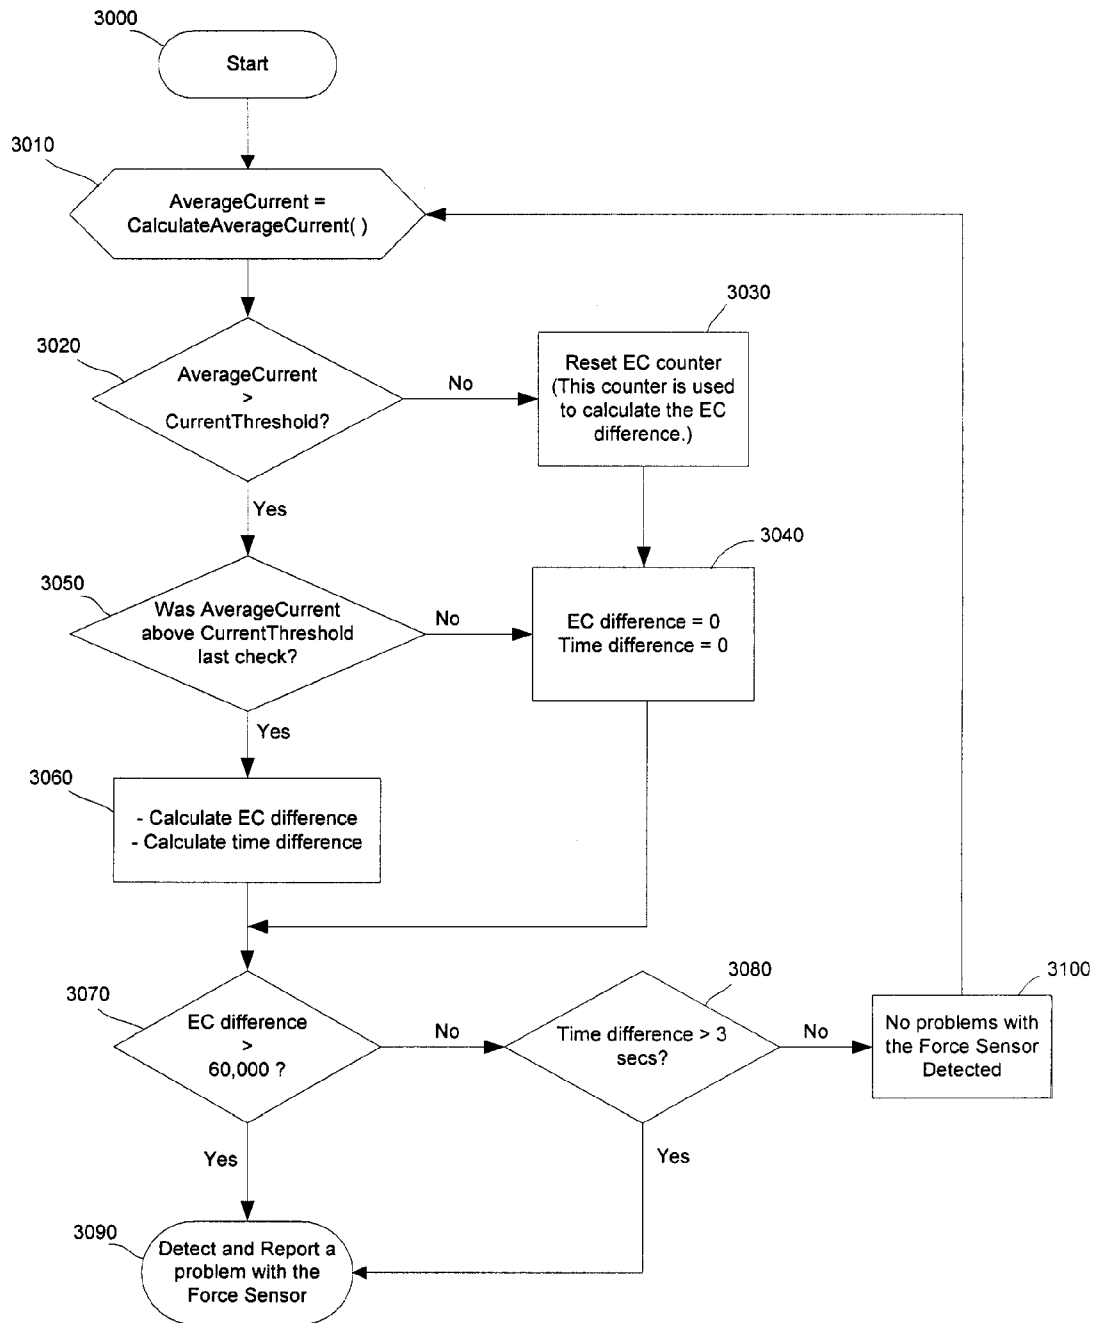 3000
Start
3010
AverageCurrent =
CalculateAverageCurrent( )
3020
AverageCurrent
>
CurrentThreshold?
No
3030
Reset EC counter
(This counter is used
to calculate the EC
difference.)
Yes
3040
EC difference = 0
Time difference = 0
3050
Was AverageCurrent
above CurrentThreshold
last check?
No
Yes
3060
- Calculate EC difference
- Calculate time difference
3070
EC difference
>
60,000 ?
No
3080
Time difference > 3
secs?
No
3100
No problems with
the Force Sensor
Detected
Yes
Yes
3090
Detect and Report a
problem with the
Force Sensor